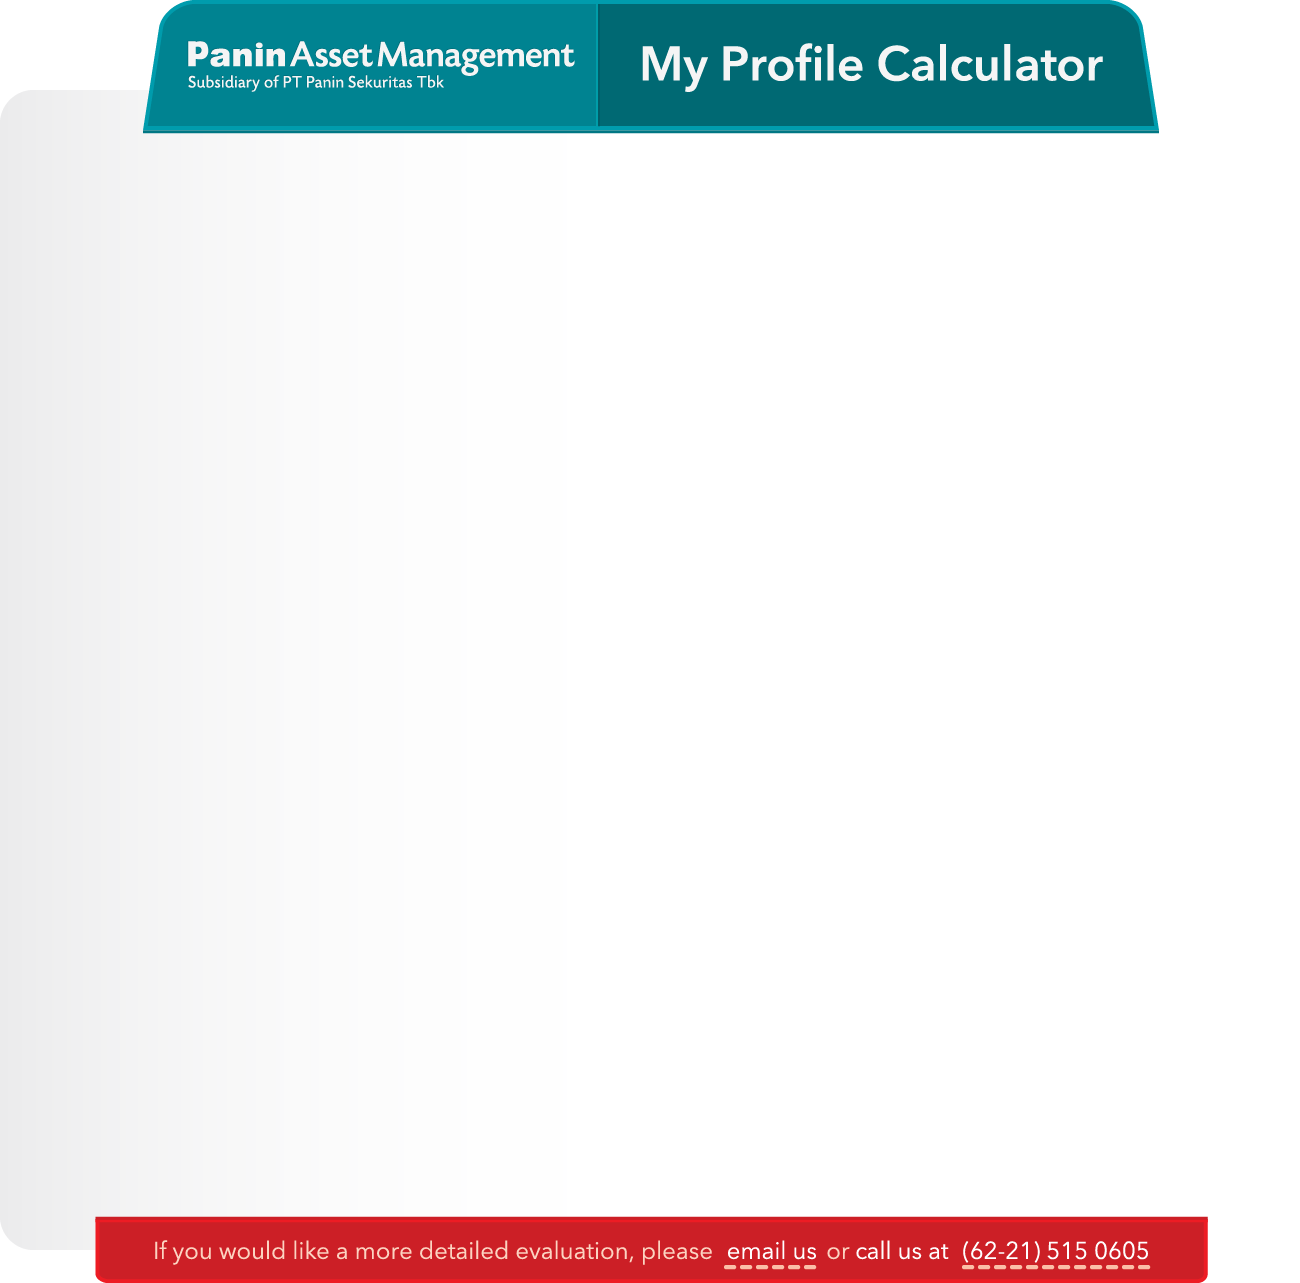 Panin Asset Management
Subsidiary of PT Panin Sekuritas Tbk
My Profile Calculator
If you would like a more detailed evaluation, please email us or call us at (62-21) 515 0605